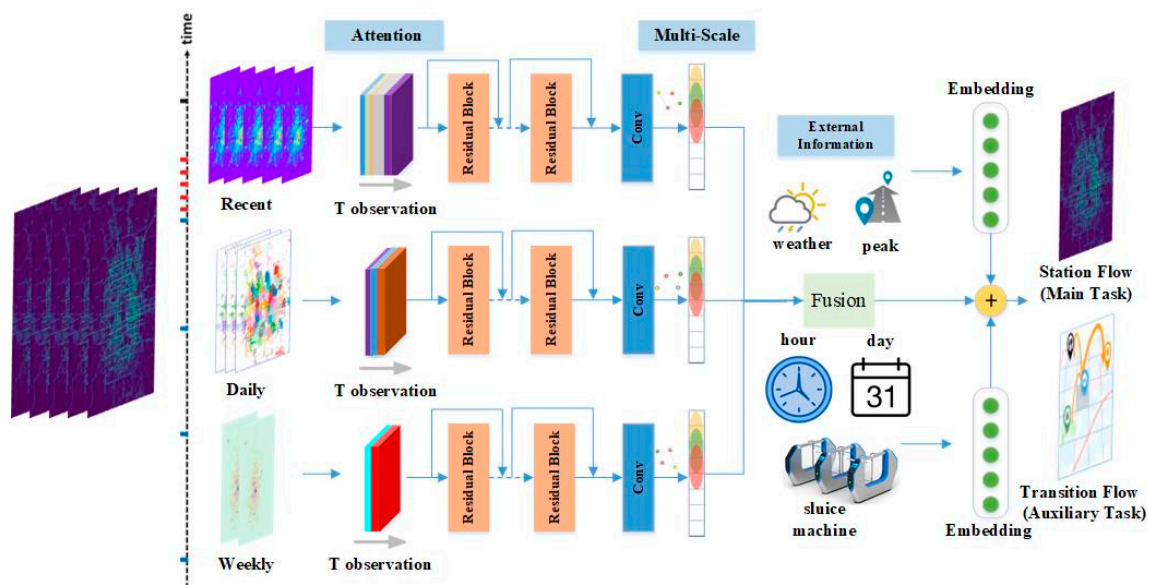 time
Attention
Multi-Scale
Recent
T observation
Residual Block
Residual Block
Conv
External
Information
weather
peak
Embedding
Station Flow
(Main Task)
Daily
T observation
Residual Block
Residual Block
Conv
Fusion
+
hour
day
31
Weekly
T observation
Residual Block
Residual Block
Conv
sluice
machine
Embedding
Transition Flow
(Auxiliary Task)